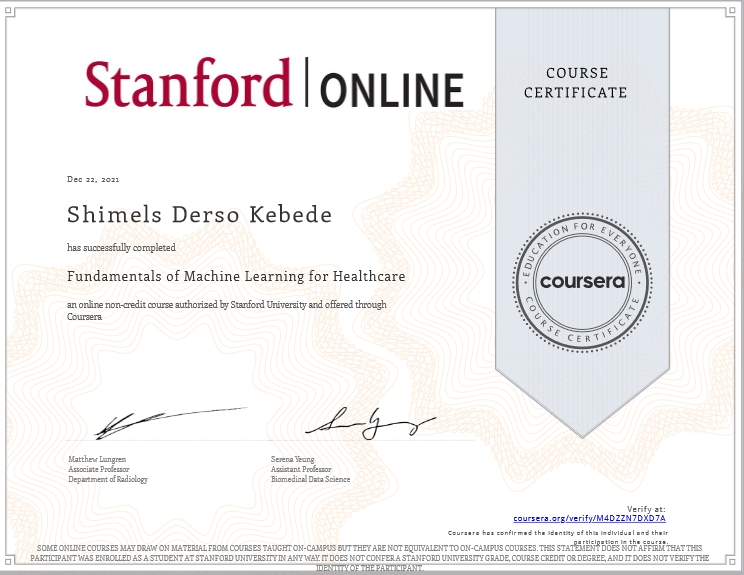 Stanford | ONLINE
COURSE
CERTIFICATE
Dec 22, 2021
Shimels Derso Kebede
has successfully completed
Fundamentals of Machine Learning for Healthcare
an online non-credit course authorized by Stanford University and offered through
Coursera
EDUCATION FOR EVERYONE
coursera
COURSE CERTIFICATE
Matthew Lungren
Associate Professor
Department of Radiology
Serena Yeung
Assistant Professor
Biomedical Data Science
Verify at:
coursera.org/verify/M4DZZN7DXD7A
Coursera has confirmed the identity of this individual and their
participation in the course.
SOME ONLINE COURSES MAY DRAW ON MATERIAL FROM COURSES TAUGHT ON-CAMPUS BUT THEY ARE NOT EQUIVALENT TO ON-CAMPUS COURSES. THIS STATEMENT DOES NOT AFFIRM THAT THIS
PARTICIPANT WAS ENROLLED AS A STUDENT AT STANFORD UNIVERSITY IN ANY WAY. IT DOES NOT CONFER A STANFORD UNIVERSITY GRADE, COURSE CREDIT OR DEGREE, AND IT DOES NOT VERIFY THE
IDENTITY OF THE PARTICIPANT.